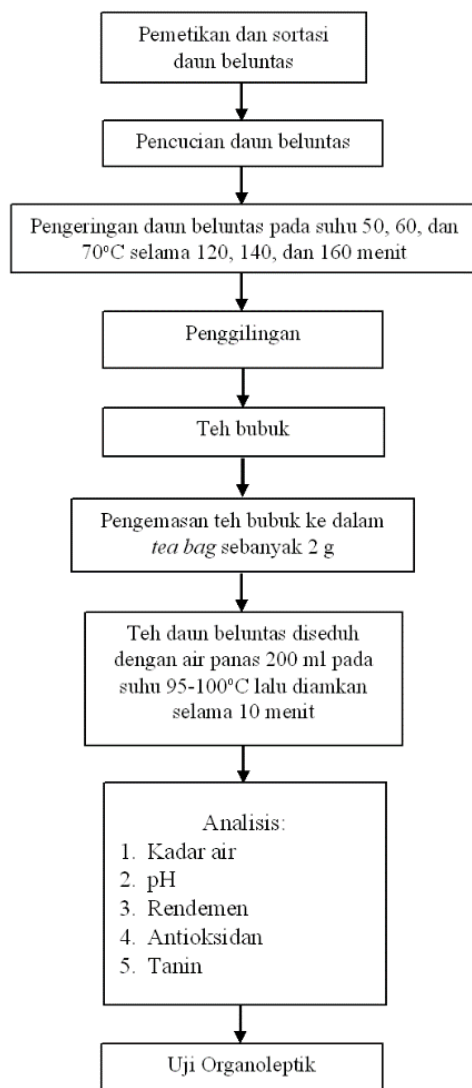 Pemetikan dan sortasi
daun beluntas
Pencucian daun beluntas
Pengeringan daun beluntas pada suhu 50, 60, dan
70°C selama 120, 140, dan 160 menit
Penggilingan
Teh bubuk
Pengemasan teh bubuk ke dalam
tea bag sebanyak 2 g
Teh daun beluntas diseduh
dengan air panas 200 ml pada
suhu 95-100°C lalu diamkan
selama 10 menit
Analisis:
1. Kadar air
2. pH
3. Rendemen
4. Antioksidan
5. Tanin
Uji Organoleptik